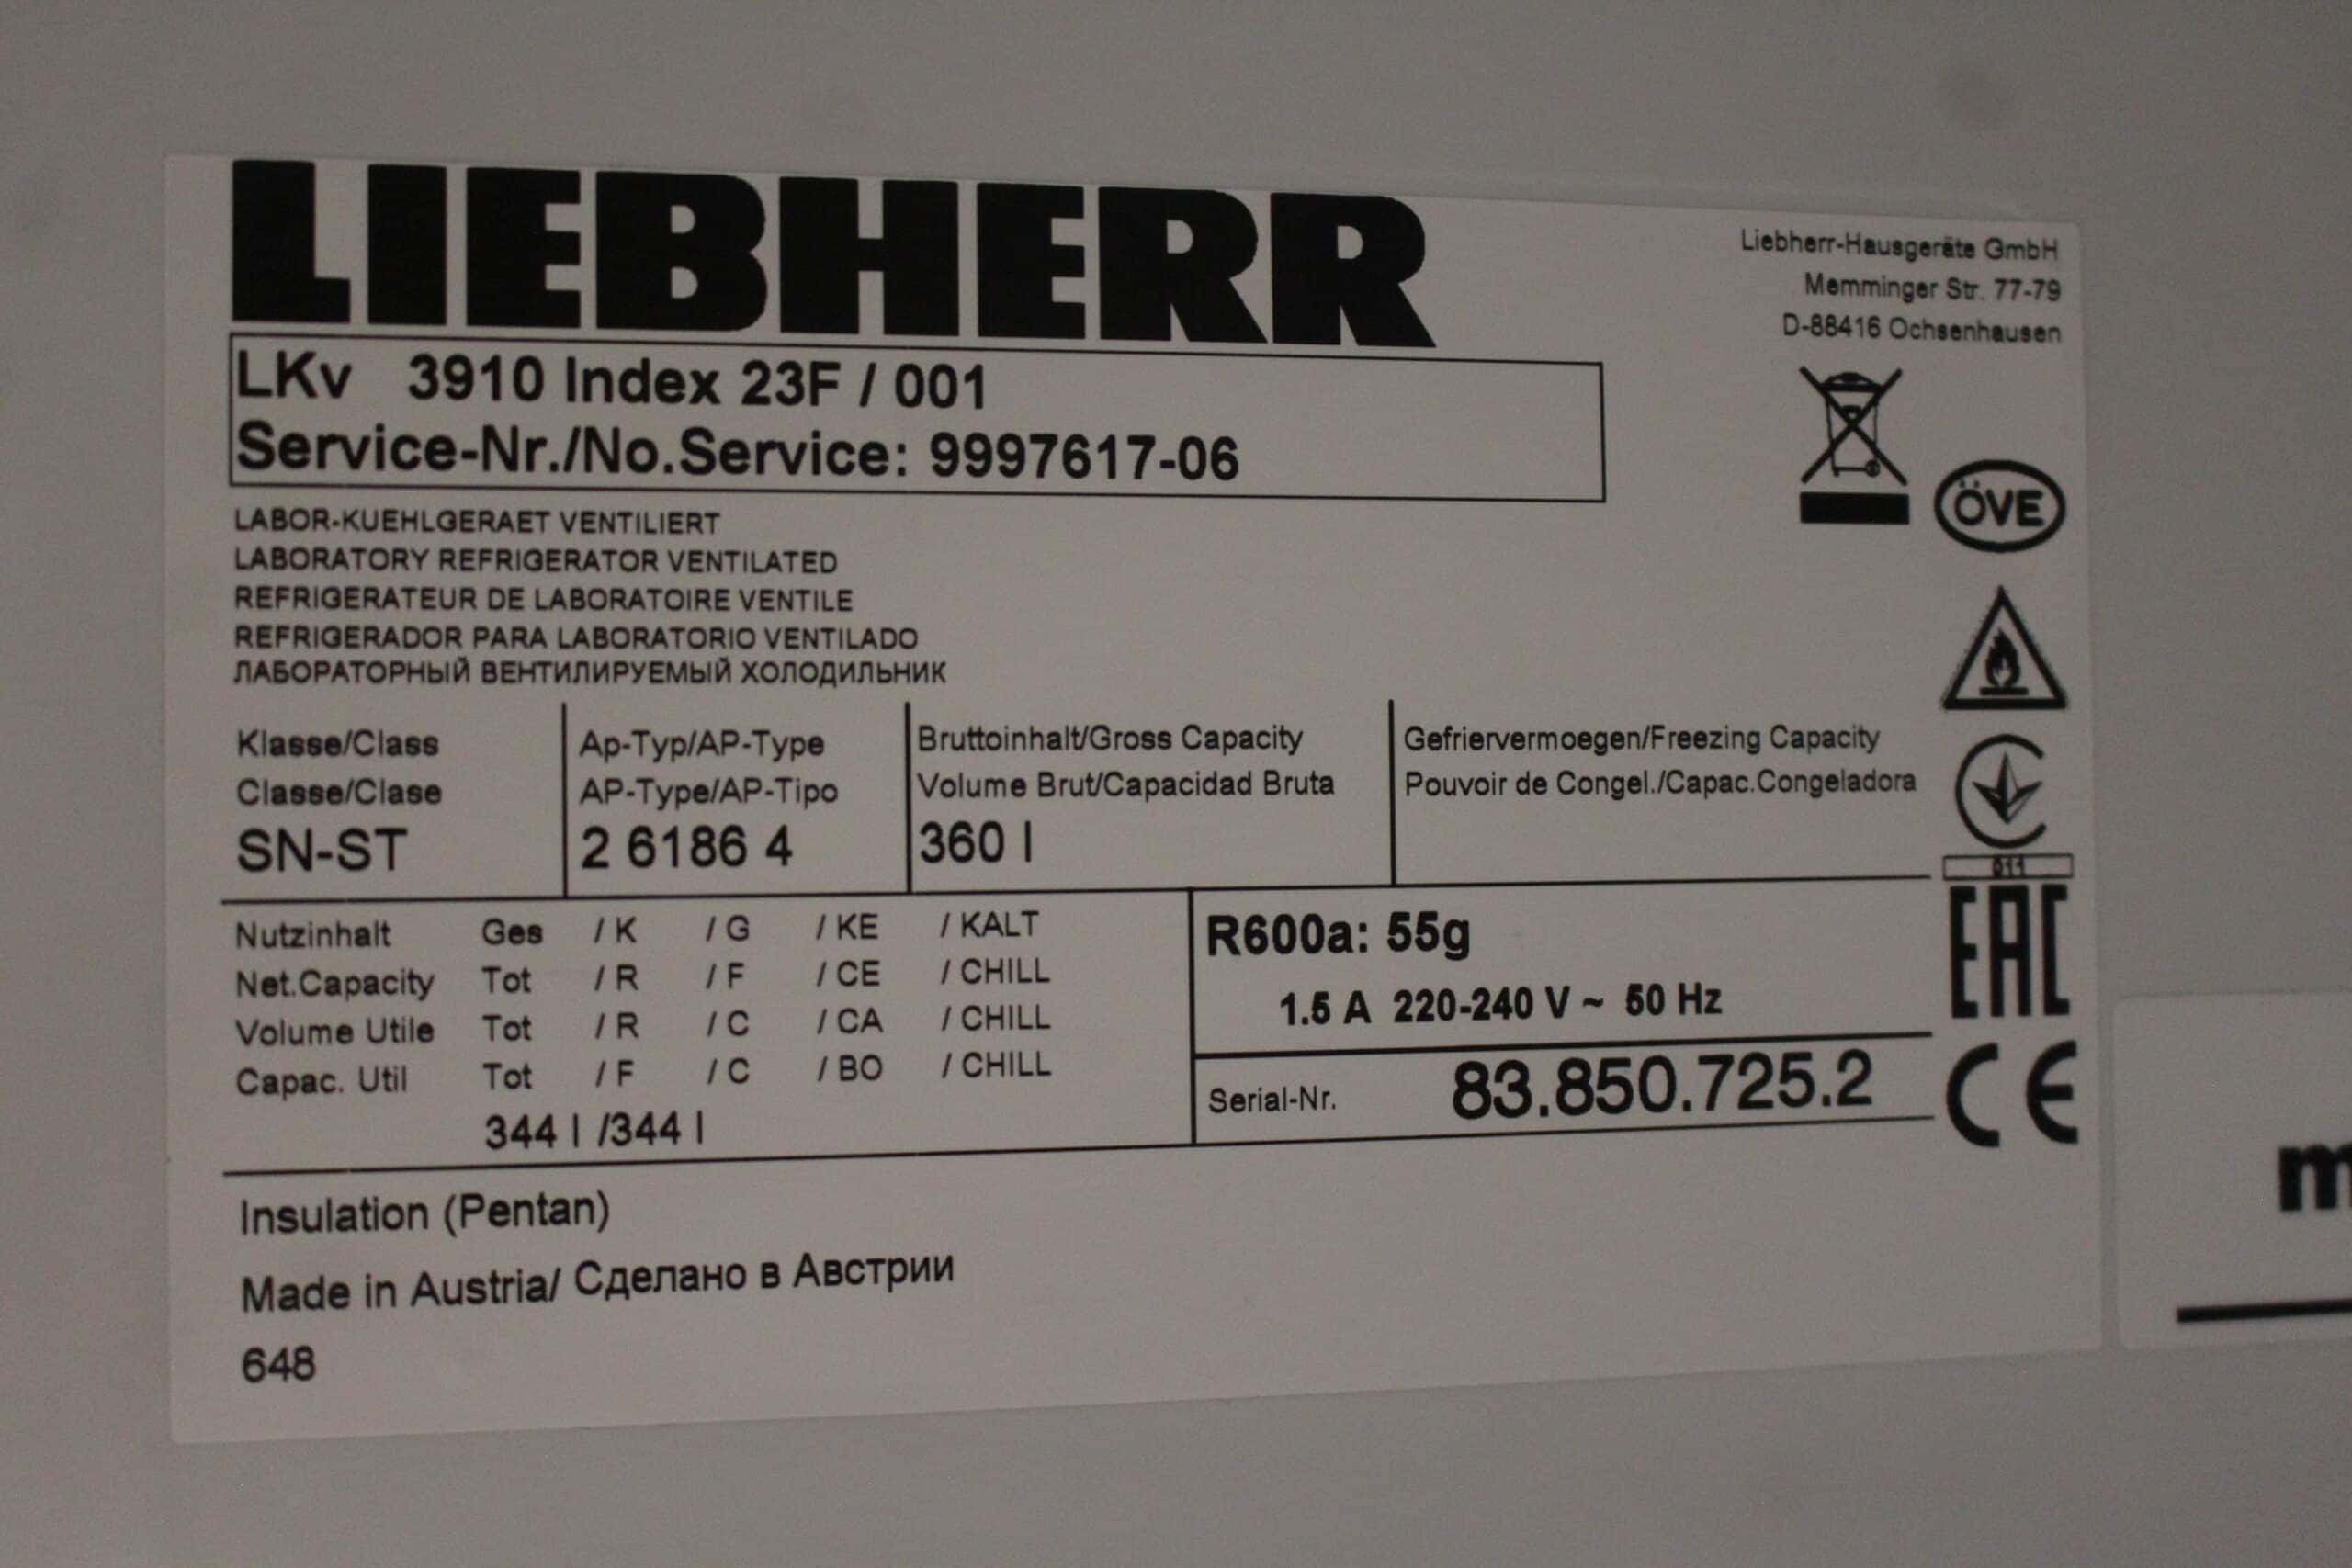 LIEBHERR
Liebherr-Hausgeräte GmbH
Memminger Str. 77-79
D-88416 Ochsenhausen
LKv 3910 Index 23F / 001
Service-Nr./No.Service: 9997617-06
ÖVE
LABOR-KUEHLGERAET VENTILIERT
LABORATORY REFRIGERATOR VENTILATED
REFRIGERATEUR DE LABORATOIRE VENTILE
REFRIGERADOR PARA LABORATORIO VENTILADO
ЛАБОРАТОРНЫЙ ВЕНТИЛИРУЕМЫЙ ХОЛОДИЛЬНИК
Klasse/Class
Classe/Clase
SN-ST
Ap-Typ/AP-Type
AP-Type/AP-Tipo
2 6186 4
Bruttoinhalt/Gross Capacity
Volume Brut/Capacidad Bruta
360 l
Gefriervermoegen/Freezing Capacity
Pouvoir de Congel./Capac.Congeladora
011
EAC
CE
Nutzinhalt Ges / K / G / KE / KALT
Net.Capacity Tot / R / F / CE / CHILL
Volume Utile Tot / R / C / CA / CHILL
Capac. Util Tot / F / C / BO / CHILL
344 l /344 l
R600a: 55g
1.5 A 220-240 V ~ 50 Hz
Serial-Nr. 83.850.725.2
Insulation (Pentan)
Made in Austria/ Сделано в Австрии
648